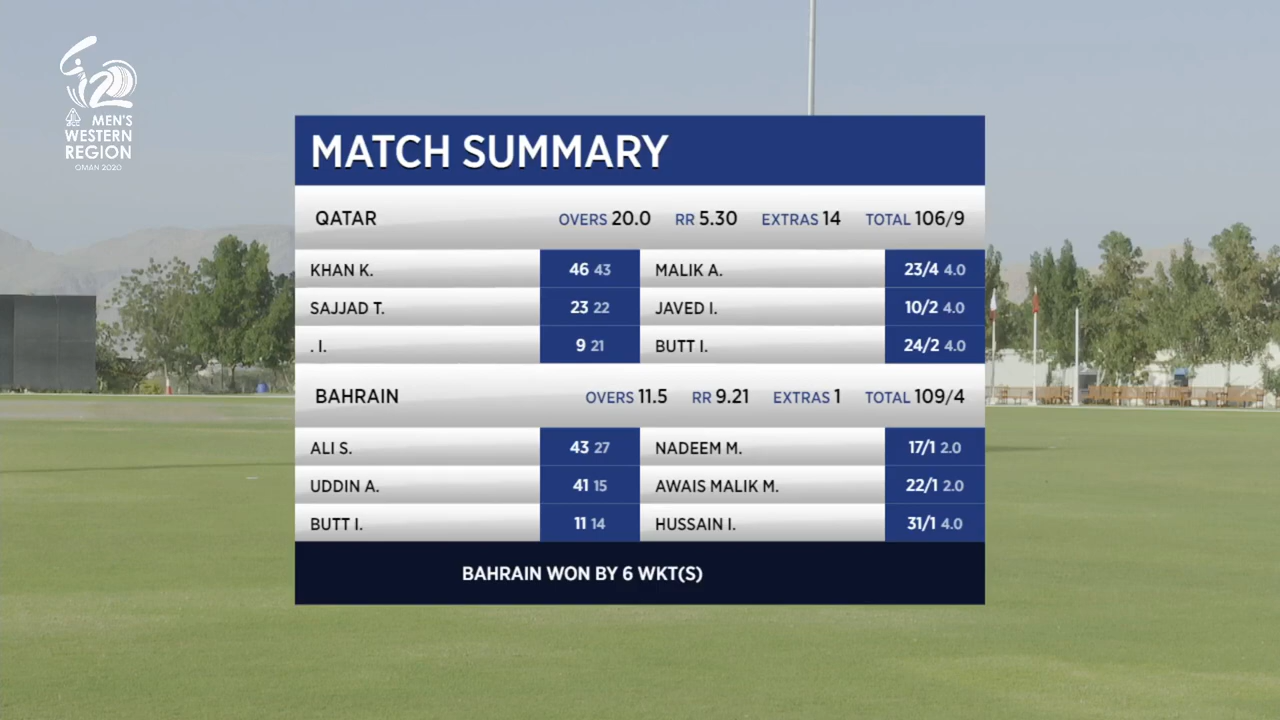 20
MEN'S
WESTERN
REGION
OMAN 2020
MATCH SUMMARY
QATAR OVERS 20.0 RR 5.30 EXTRAS 14 TOTAL 106/9
KHAN K. 46 43 MALIK A. 23/4 4.0
SAJJAD T. 23 22 JAVED I. 10/2 4.0
. I. 9 21 BUTT I. 24/2 4.0
BAHRAIN OVERS 11.5 RR 9.21 EXTRAS 1 TOTAL 109/4
ALI S. 43 27 NADEEM M. 17/1 2.0
UDDIN A. 41 15 AWAIS MALIK M. 22/1 2.0
BUTT I. 11 14 HUSSAIN I. 31/1 4.0
BAHRAIN WON BY 6 WKT(S)